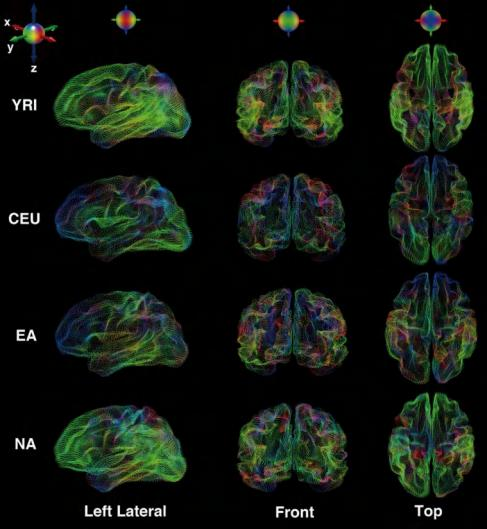 x
y
z
YRI
CEU
EA
NA
Left Lateral Front Top